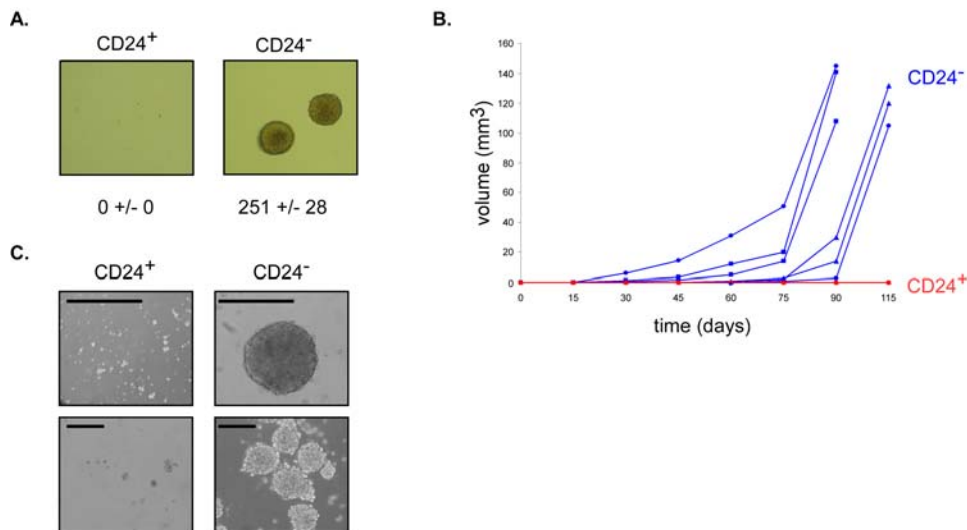 A.
CD24+
CD24-
0 +/- 0
251 +/- 28
B.
volume (mm3)
160
140
120
100
80
60
40
20
0
0 15 30 45 60 75 90 115
time (days)
CD24-
CD24+
C.
CD24+
CD24-